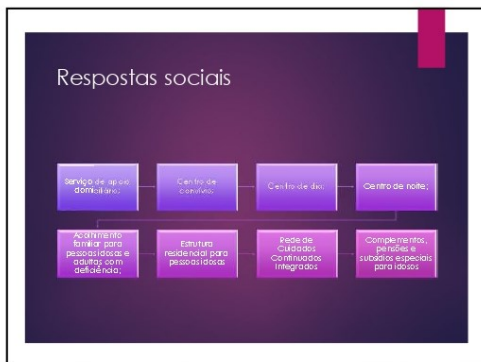 Respostas sociais
Serviço de apoio
domiciliário;
Centro de
convívio;
Centro de dia;
Centro de noite;
Acolhimento
familiar para
pessoas idosas e
adultas com
deficiência;
Estrutura
residencial para
pessoas idosas
Rede de
Cuidados
Continuados
Integrados
Complementos,
pensões e
subsídios especiais
para idosos